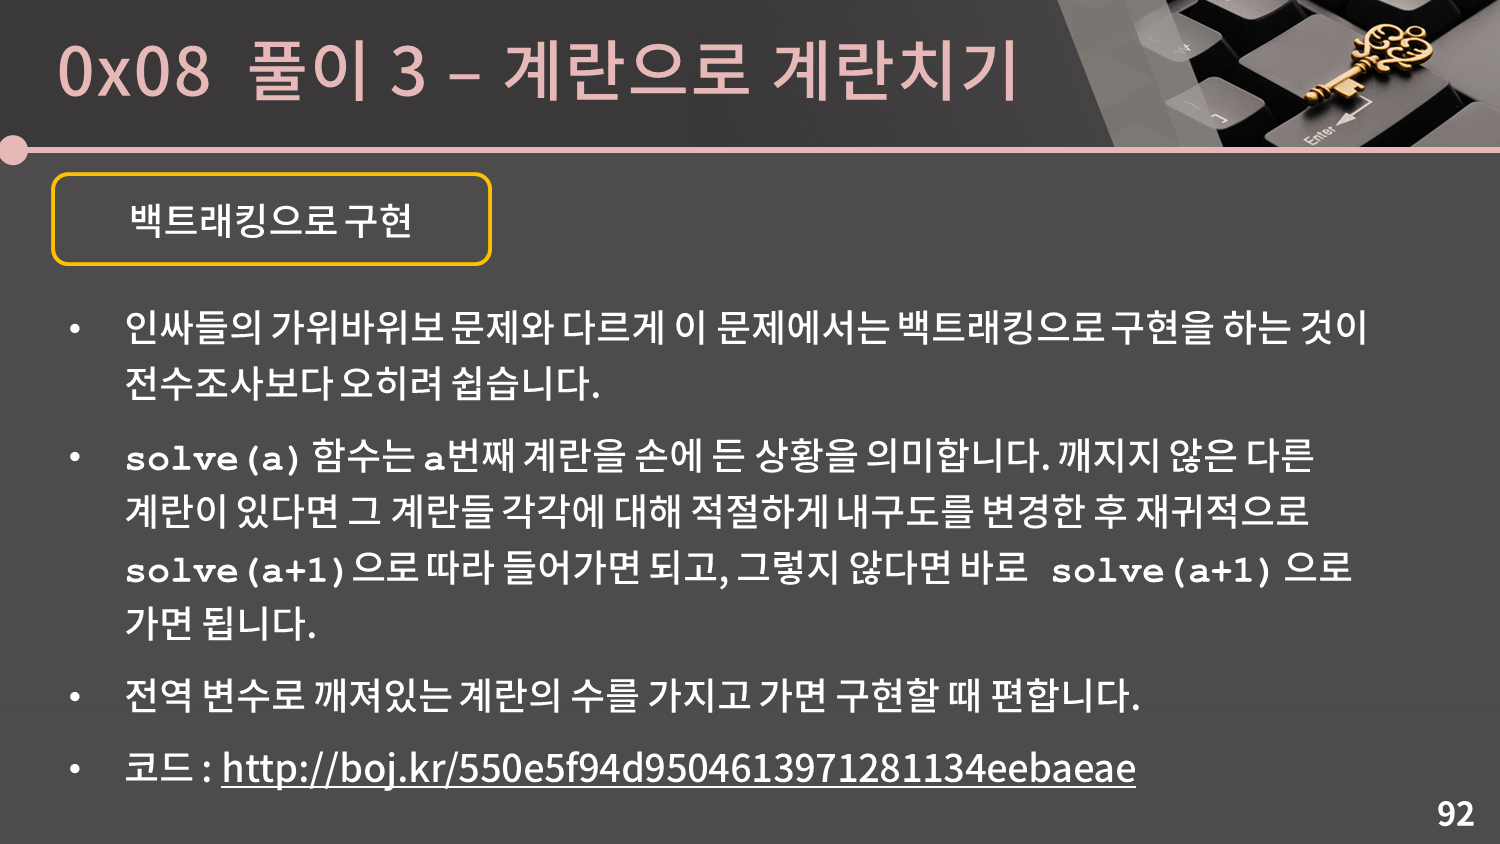 0x08 풀이 3 – 계란으로 계란치기
Enter
백트래킹으로 구현
• 인싸들의 가위바위보 문제와 다르게 이 문제에서는 백트래킹으로 구현을 하는 것이
전수조사보다 오히려 쉽습니다.
• solve(a) 함수는 a번째 계란을 손에 든 상황을 의미합니다. 깨지지 않은 다른
계란이 있다면 그 계란들 각각에 대해 적절하게 내구도를 변경한 후 재귀적으로
solve(a+1)으로 따라 들어가면 되고, 그렇지 않다면 바로 solve(a+1)으로
가면 됩니다.
• 전역 변수로 깨져있는 계란의 수를 가지고 가면 구현할 때 편합니다.
• 코드 : http://boj.kr/550e5f94d9504613971281134eebaeae
92